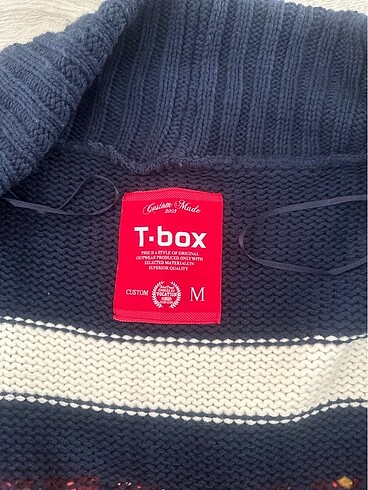 Custom Made
2003
T-box
THIS IS A STYLE OF ORIGINAL
OUTWEAR PRODUCED ONLY WITH
SELECTED MATERIALS IN
SUPERIOR QUALITY
CUSTOM
VOCATION
M